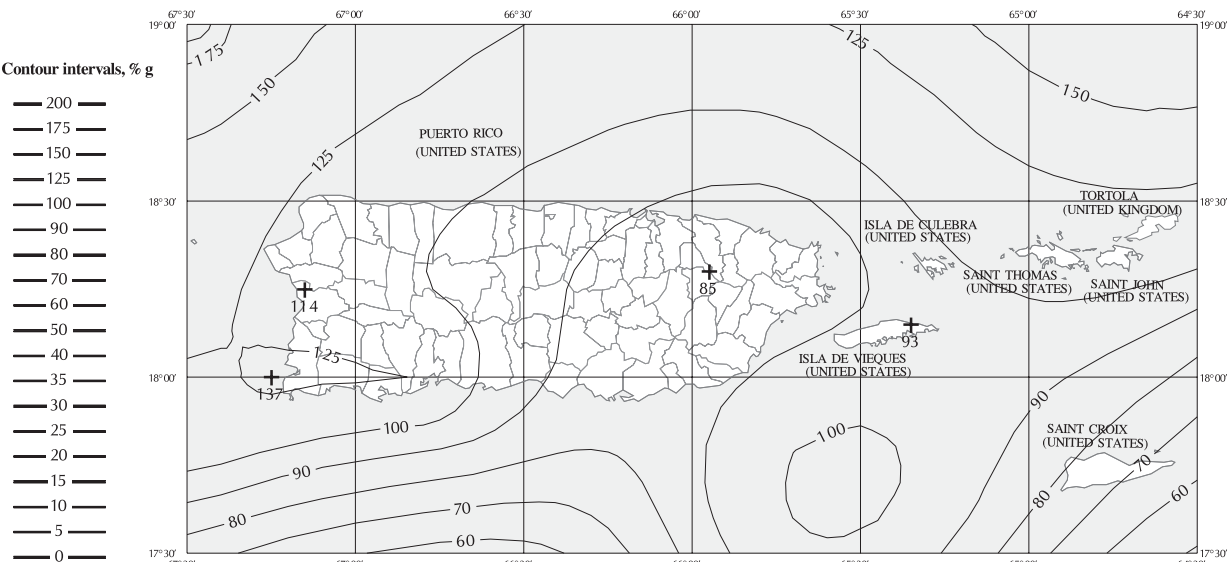 67°30' 67°00' 66°30' 66°00' 65°30' 65°00' 64°30'
19°00' 19°00'
175
125
150
150
Contour intervals, % g
200
175
150
125
100
90
80
70
60
50
40
35
30
25
20
15
10
5
0
PUERTO RICO
(UNITED STATES)
125
18°30' 18°30'
TORTOLA
(UNITED KINGDOM)
ISLA DE CULEBRA
(UNITED STATES)
SAINT THOMAS
(UNITED STATES)
SAINT JOHN
(UNITED STATES)
85
114
93
125
ISLA DE VIEQUES
(UNITED STATES)
18°00' 18°00'
137
90
100
100
SAINT CROIX
(UNITED STATES)
90
70
80
60
70
80
60
17°30' 17°30'